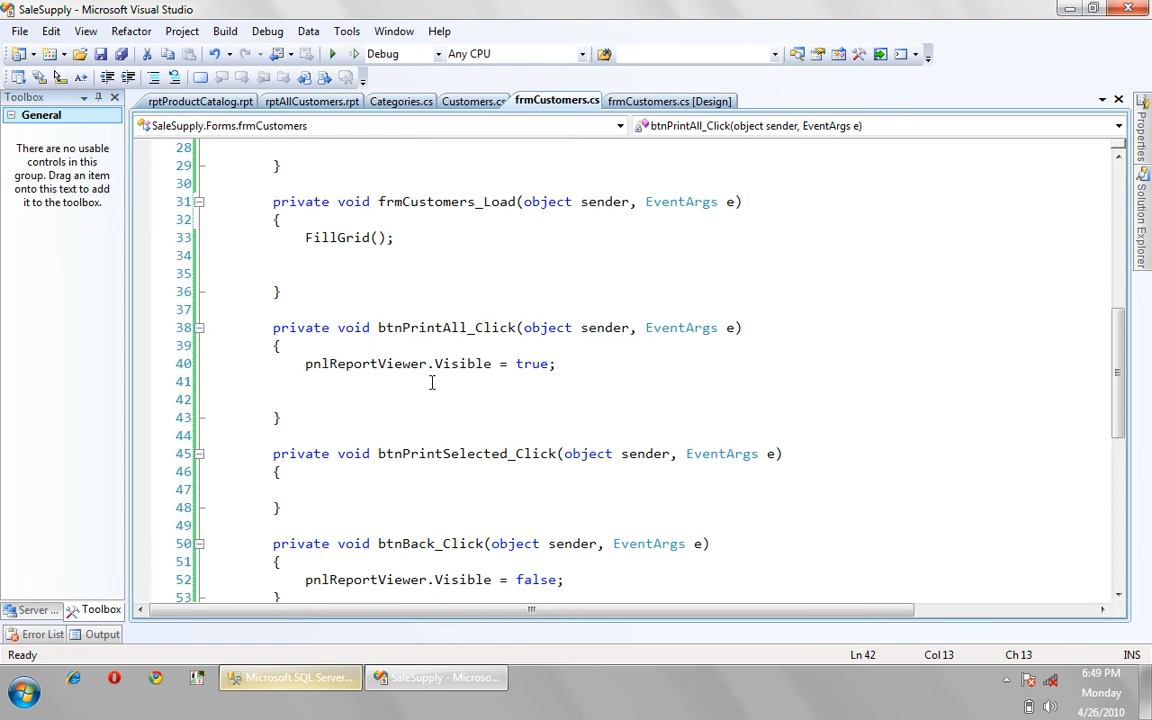 SaleSupply - Microsoft Visual Studio
File Edit View Refactor Project Build Debug Data Tools Window Help
Debug Any CPU
Toolbox
General
There are no usable
controls in this
group. Drag an item
onto this text to add
it to the toolbox.
rptProductCatalog.rpt rptAllCustomers.rpt Categories.cs Customers.cs frmCustomers.cs frmCustomers.cs [Design]
SaleSupply.Forms.frmCustomers btnPrintAll_Click(object sender, EventArgs e)
28
29 }
30
31 private void frmCustomers_Load(object sender, EventArgs e)
32 {
33 FillGrid();
34
35
36 }
37
38 private void btnPrintAll_Click(object sender, EventArgs e)
39 {
40 pnlReportViewer.Visible = true;
41
42
43 }
44
45 private void btnPrintSelected_Click(object sender, EventArgs e)
46 {
47
48 }
49
50 private void btnBack_Click(object sender, EventArgs e)
51 {
52 pnlReportViewer.Visible = false;
53 }
Properties
Solution Explorer
Server ... Toolbox
Error List Output
Ready Ln 42 Col 13 Ch 13 INS
Microsoft SQL Server... SaleSupply - Microso...
6:49 PM
Monday
4/26/2010